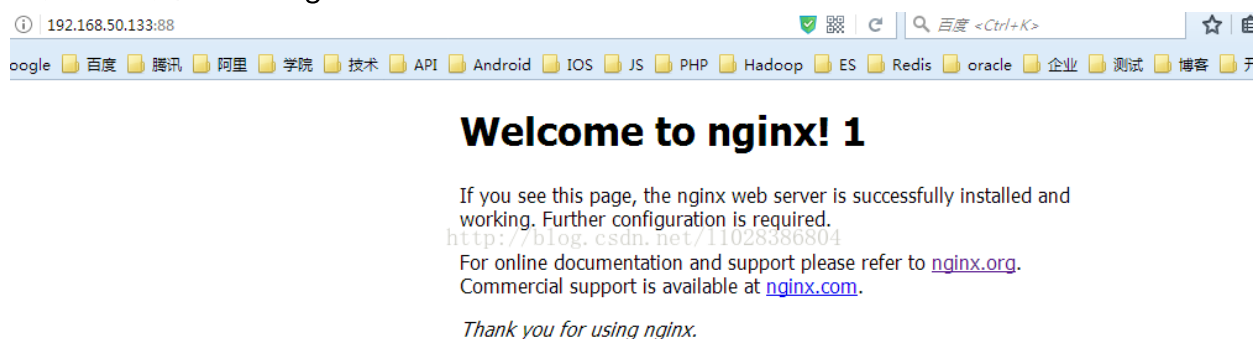 192.168.50.133:88
百度 <Ctrl+K>
oogle 百度 腾讯 阿里 学院 技术 API Android IOS JS PHP Hadoop ES Redis oracle 企业 测试 博客
Welcome to nginx! 1
If you see this page, the nginx web server is successfully installed and
working. Further configuration is required.
http://blog.csdn.net/11028386804
For online documentation and support please refer to nginx.org.
Commercial support is available at nginx.com.
Thank you for using nginx.